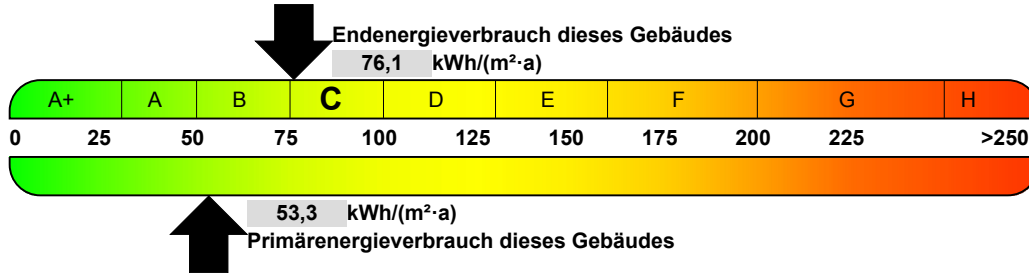 Endenergieverbrauch dieses Gebäudes
76,1 kWh/(m²·a)
A+ A B C D E F G H
0 25 50 75 100 125 150 175 200 225 >250
53,3 kWh/(m²·a)
Primärenergieverbrauch dieses Gebäudes